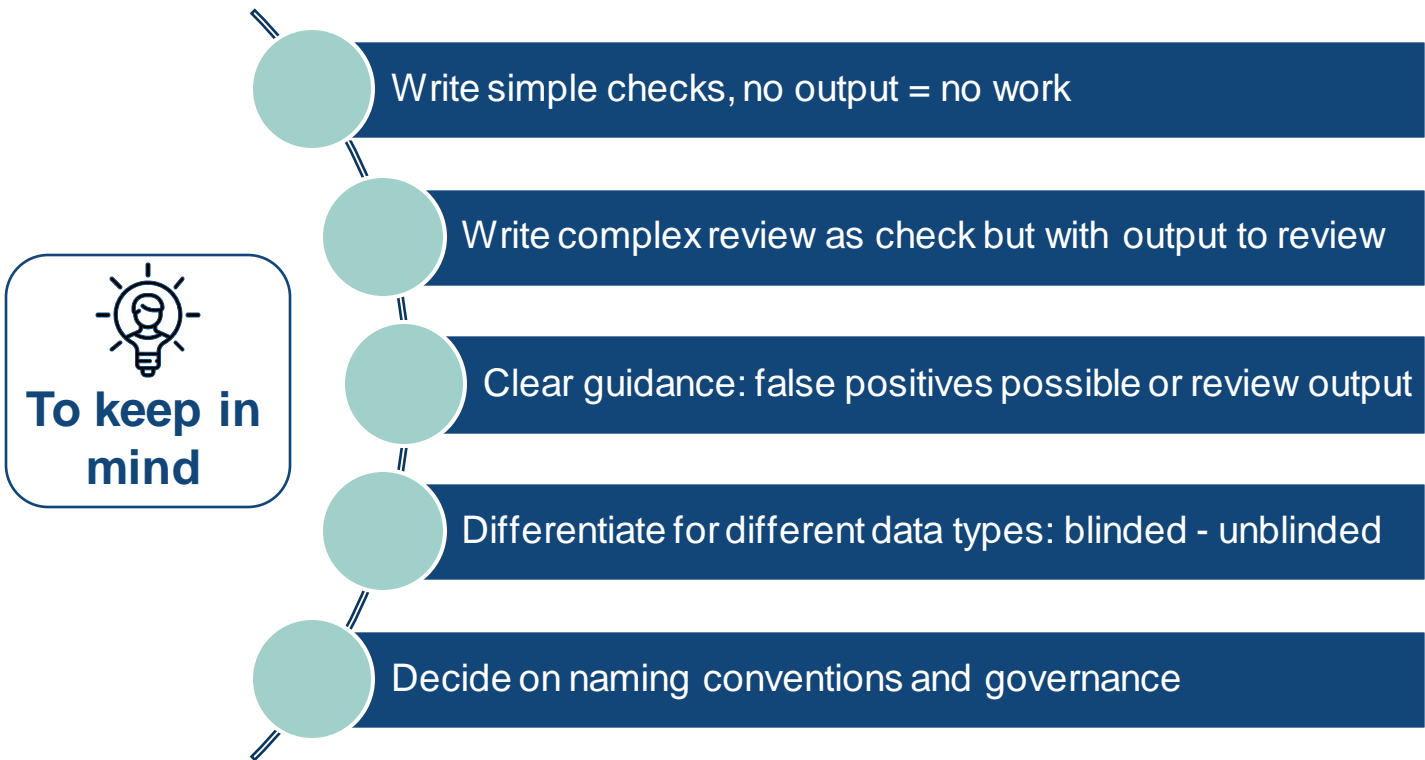 To keep in
mind
Write simple checks, no output = no work
Write complex review as check but with output to review
Clear guidance: false positives possible or review output
Differentiate for different data types: blinded - unblinded
Decide on naming conventions and governance